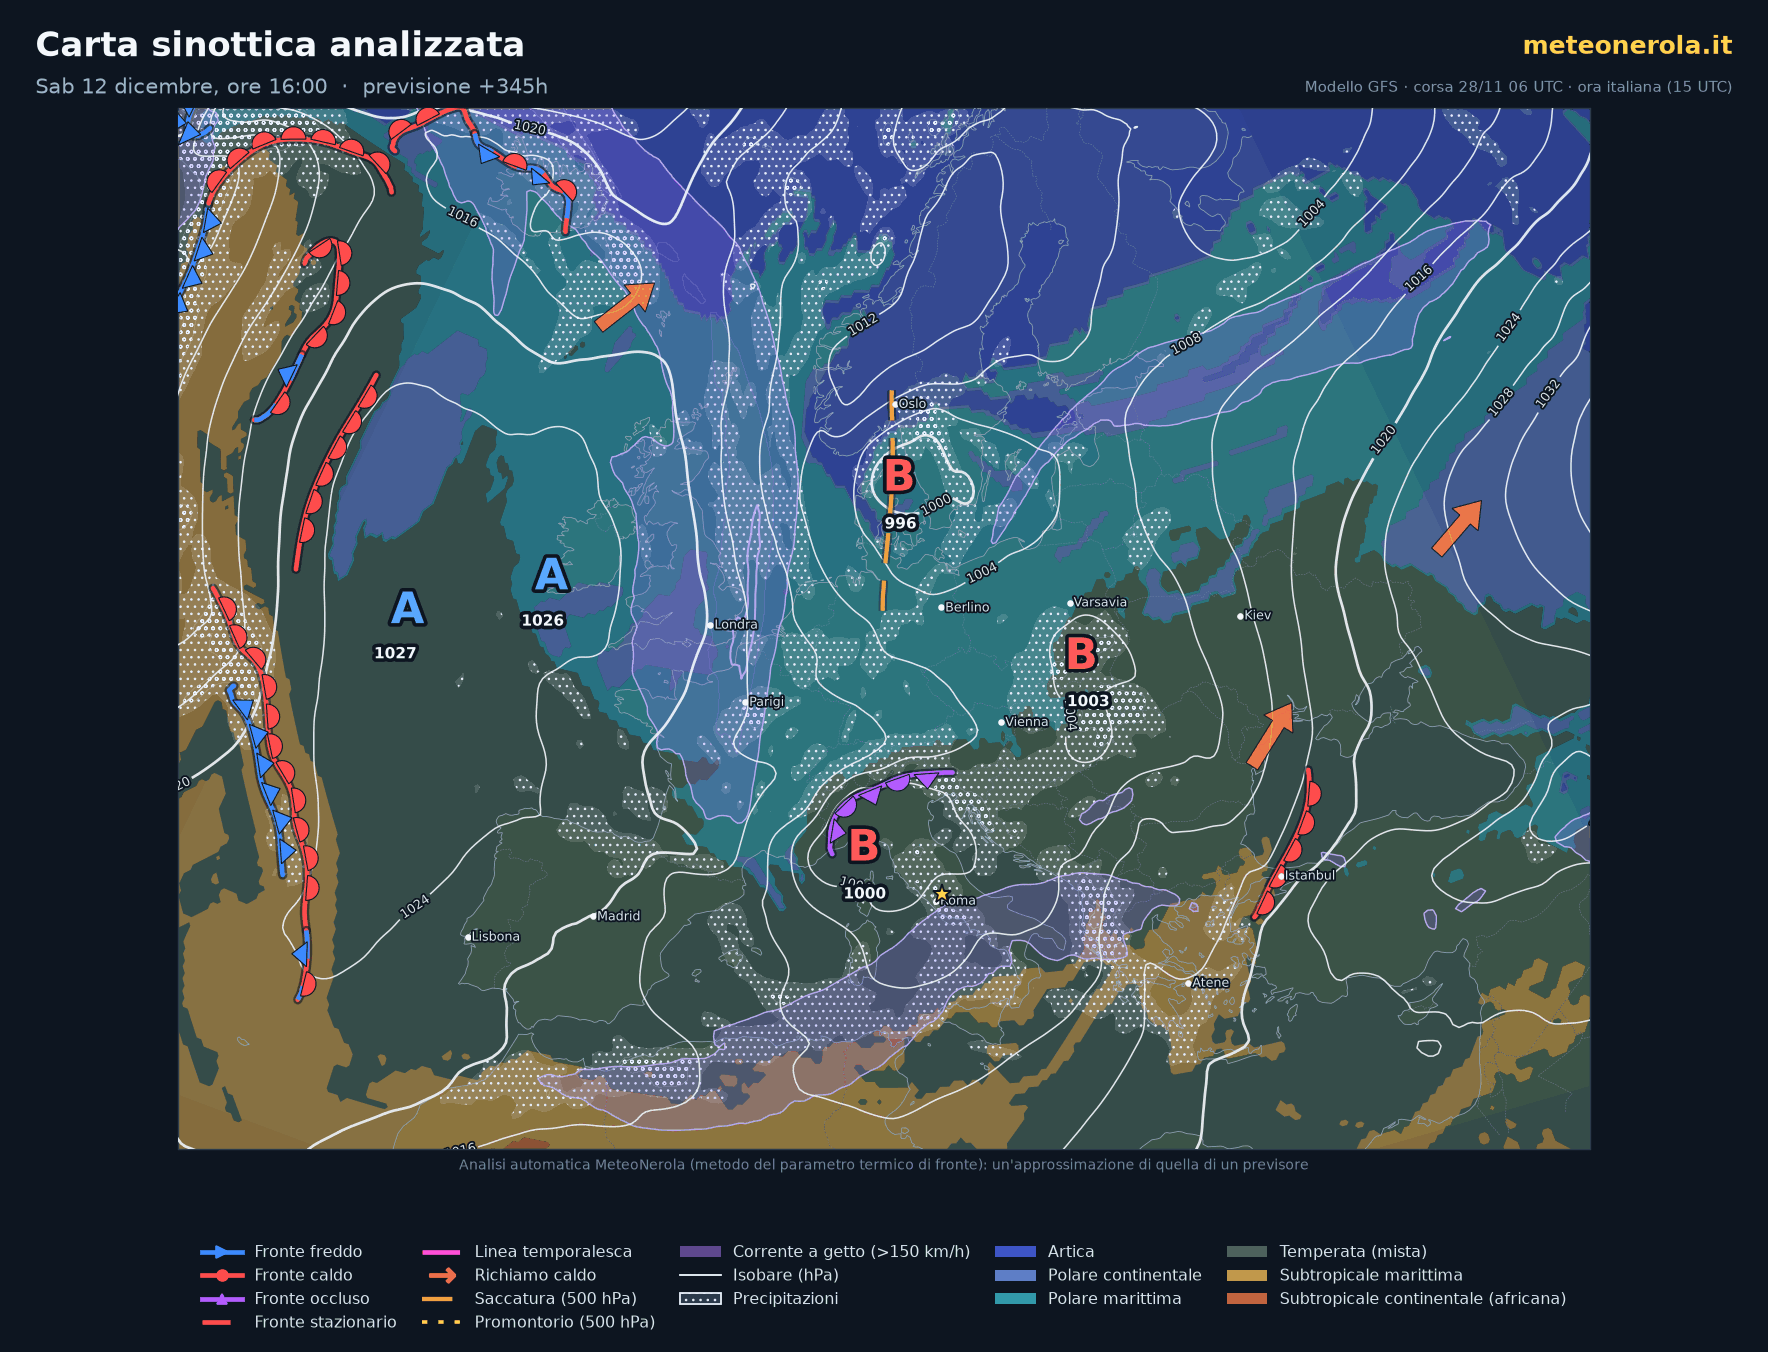 Carta sinottica analizzata
meteonerola.it
Sab 12 dicembre, ore 16:00 · previsione +345h
Modello GFS · corsa 28/11 06 UTC · ora italiana (15 UTC)
1020
1016
1004
1016
1012
1008
1024
1028
1032
Oslo
1020
B
1000
996
1004
A
1026
A
1027
Berlino
Varsavia
Kiev
Londra
B
1003
Parigi
Vienna
B
1000
Roma
Istanbul
1024
Madrid
Lisbona
Atene
Analisi automatica MeteoNerola (metodo del parametro termico di fronte): un'approssimazione di quella di un previsore
Fronte freddo
Fronte caldo
Fronte occluso
Fronte stazionario
Linea temporalesca
Richiamo caldo
Saccatura (500 hPa)
Promontorio (500 hPa)
Corrente a getto (>150 km/h)
Isobare (hPa)
Precipitazioni
Artica
Polare continentale
Polare marittima
Temperata (mista)
Subtropicale marittima
Subtropicale continentale (africana)